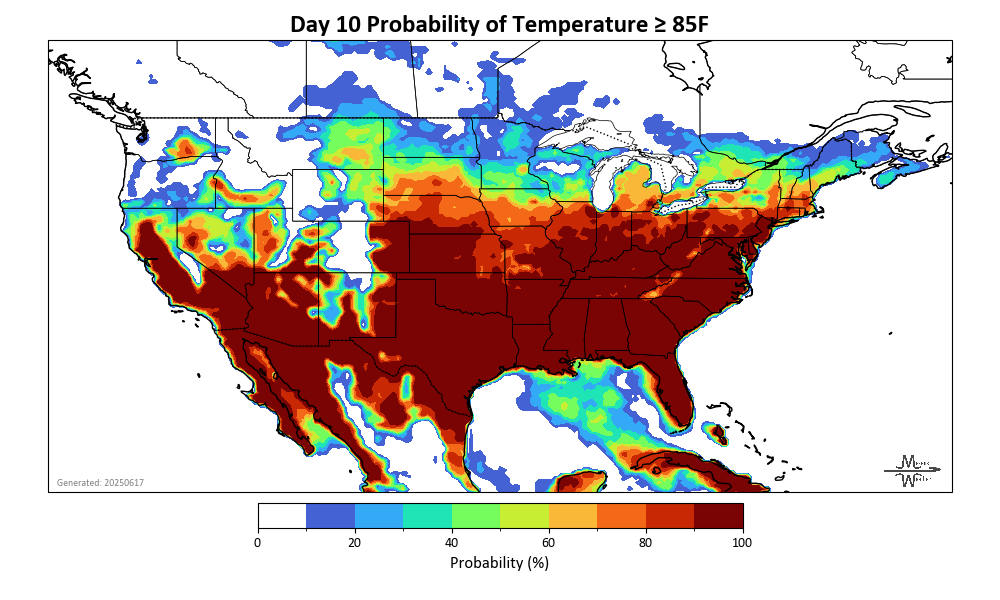 Day 10 Probability of Temperature ≥ 85F
Generated: 20250617
0 20 40 60 80 100
Probability (%)